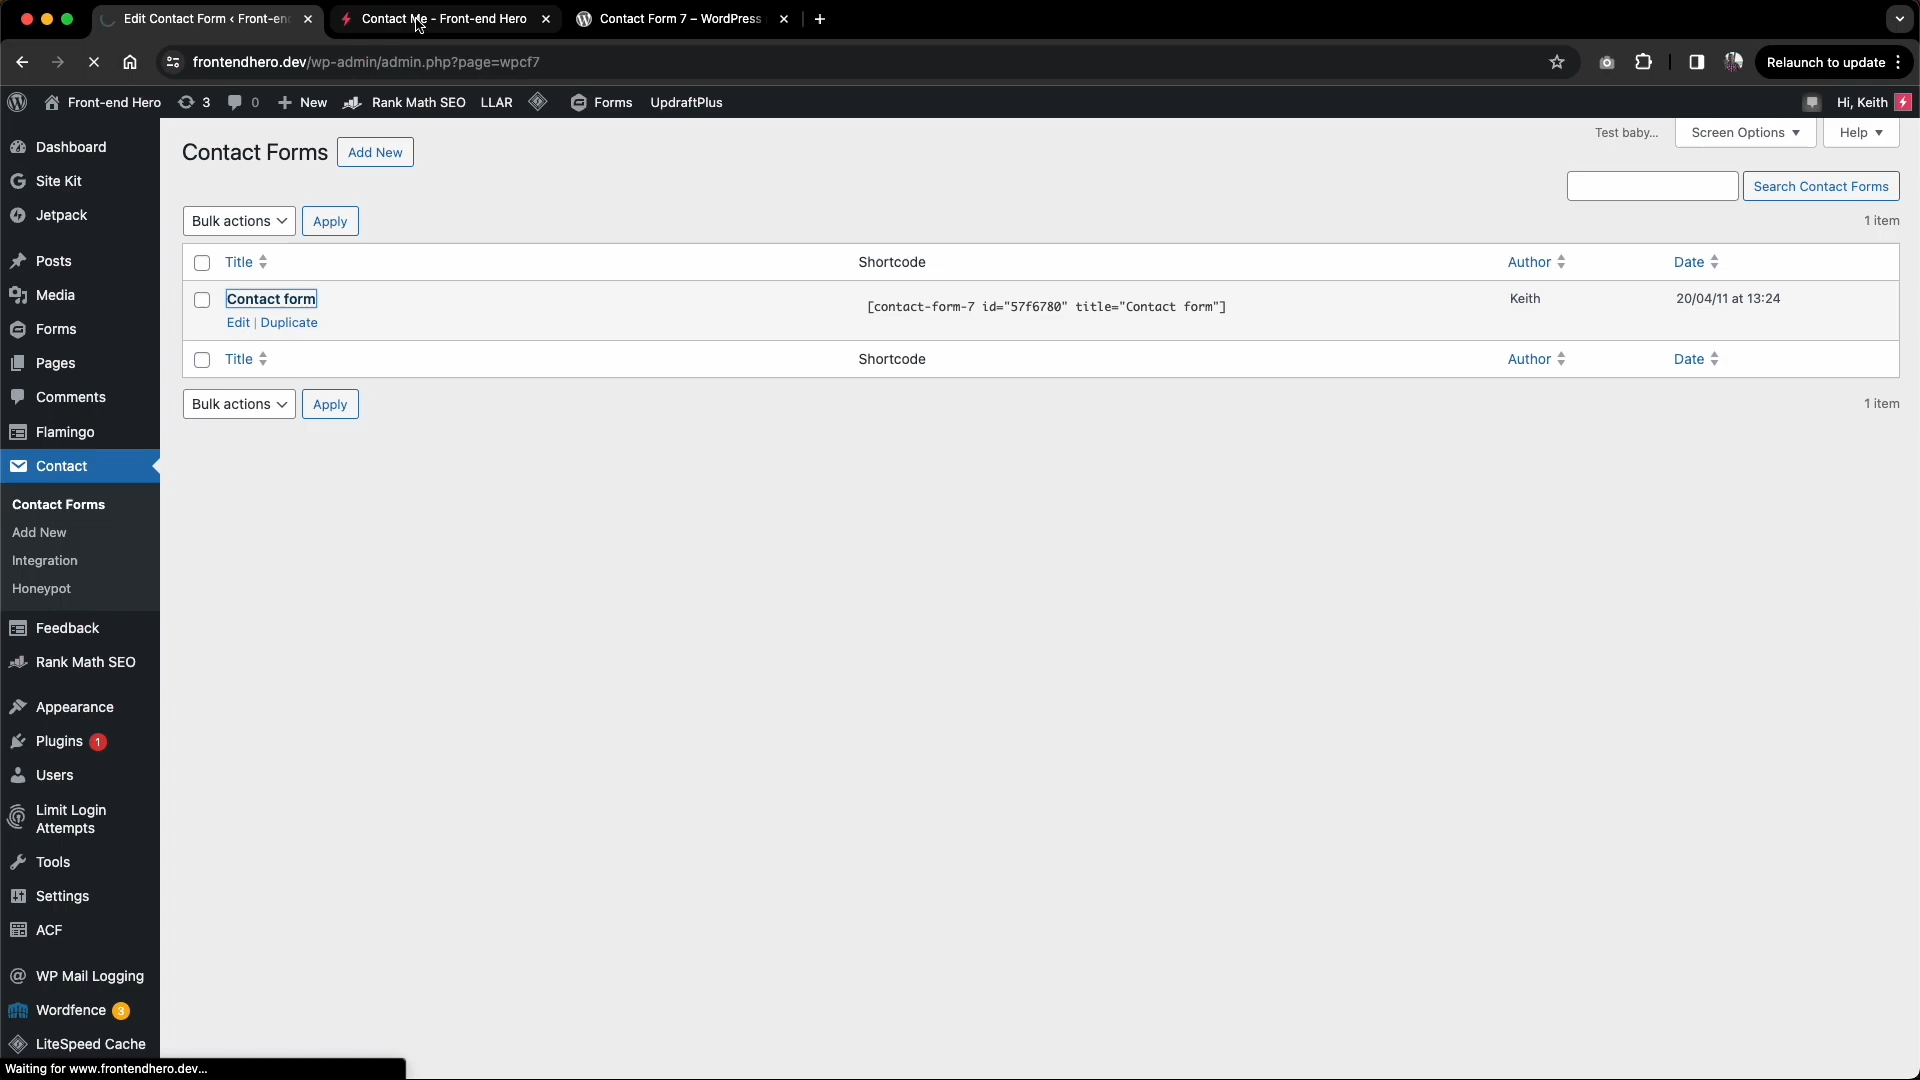 Edit Contact Form ‹ Front-en
Contact Me - Front-end Hero
Contact Form 7 – WordPress
frontendhero.dev/wp-admin/admin.php?page=wpcf7
Relaunch to update
Front-end Hero
3
0
New
Rank Math SEO
LLAR
Forms
UpdraftPlus
Hi, Keith
Dashboard
Site Kit
Jetpack
Posts
Media
Forms
Pages
Comments
Flamingo
Contact
Contact Forms
Add New
Integration
Honeypot
Feedback
Rank Math SEO
Appearance
Plugins 1
Users
Limit Login
Attempts
Tools
Settings
ACF
WP Mail Logging
Wordfence 3
LiteSpeed Cache
Waiting for www.frontendhero.dev...
Contact Forms
Add New
Test baby...
Screen Options
Help
Search Contact Forms
Bulk actions
Apply
1 item
Title
Shortcode
Author
Date
Contact form
[contact-form-7 id="57f6780" title="Contact form"]
Keith
20/04/11 at 13:24
Edit | Duplicate
Title
Shortcode
Author
Date
Bulk actions
Apply
1 item